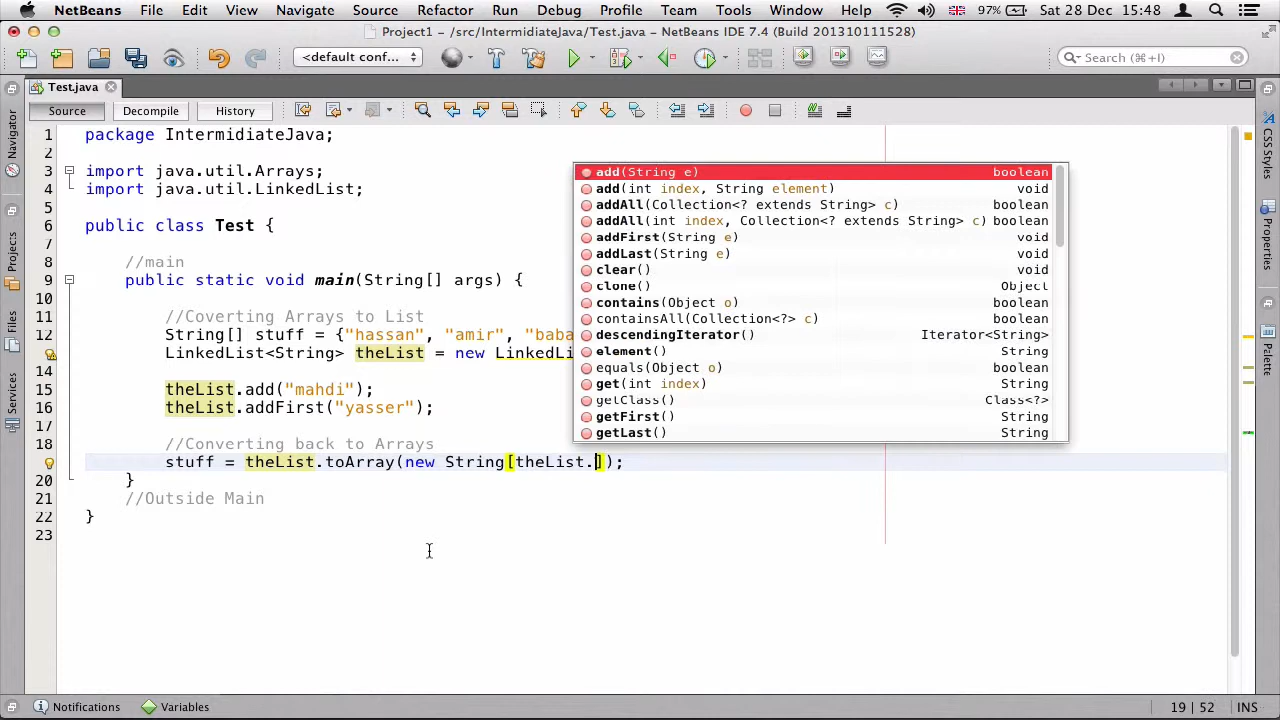 NetBeans File Edit View Navigate Source Refactor Run Debug Profile Team Tools Window Help 97% Sat 28 Dec 15:48
Project1 - /src/IntermidiateJava/Test.java - NetBeans IDE 7.4 (Build 201310111528)
<default conf... Search (⌘+I)
Test.java
Source Decompile History
1 package IntermidiateJava;
2
3 import java.util.Arrays;
4 import java.util.LinkedList;
5
6 public class Test {
7
8 //main
9 public static void main(String[] args) {
10
11 //Coverting Arrays to List
12 String[] stuff = {"hassan", "amir", "baba
LinkedList<String> theList = new LinkedLi
14
15 theList.add("mahdi");
16 theList.addFirst("yasser");
17
18 //Converting back to Arrays
stuff = theList.toArray(new String[theList.]);
20 }
21 //Outside Main
22 }
23
add(String e) boolean
add(int index, String element) void
addAll(Collection<? extends String> c) boolean
addAll(int index, Collection<? extends String> c) boolean
addFirst(String e) void
addLast(String e) void
clear() void
clone() Object
contains(Object o) boolean
containsAll(Collection<?> c) boolean
descendingIterator() Iterator<String>
element() String
equals(Object o) boolean
get(int index) String
getClass() Class<?>
getFirst() String
getLast() String
Navigator
Projects
Files
Services
CSS Styles
Properties
Palette
Notifications Variables 19 | 52 INS